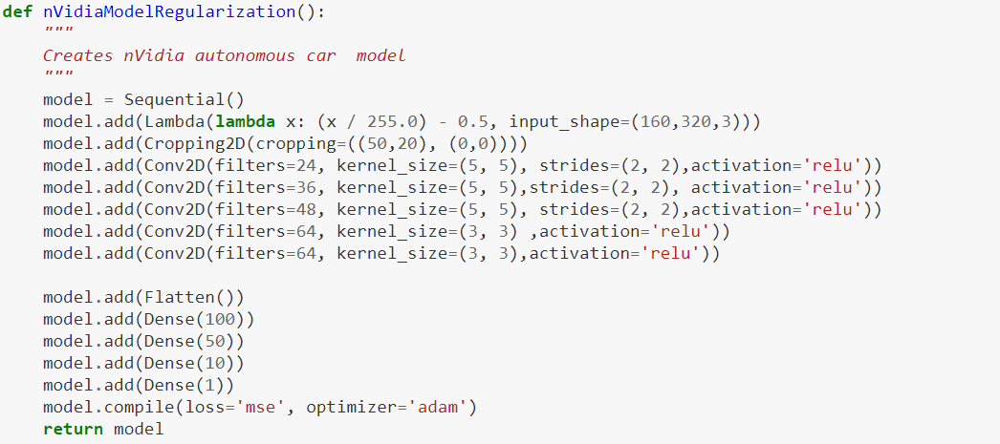 def nVidiaModelRegularization():
    """
    Creates nVidia autonomous car  model
    """
    model = Sequential()
    model.add(Lambda(lambda x: (x / 255.0) - 0.5, input_shape=(160,320,3)))
    model.add(Cropping2D(cropping=((50,20), (0,0))))
    model.add(Conv2D(filters=24, kernel_size=(5, 5), strides=(2, 2),activation='relu'))
    model.add(Conv2D(filters=36, kernel_size=(5, 5),strides=(2, 2), activation='relu'))
    model.add(Conv2D(filters=48, kernel_size=(5, 5), strides=(2, 2),activation='relu'))
    model.add(Conv2D(filters=64, kernel_size=(3, 3) ,activation='relu'))
    model.add(Conv2D(filters=64, kernel_size=(3, 3),activation='relu'))

    model.add(Flatten())
    model.add(Dense(100))
    model.add(Dense(50))
    model.add(Dense(10))
    model.add(Dense(1))
    model.compile(loss='mse', optimizer='adam')
    return model